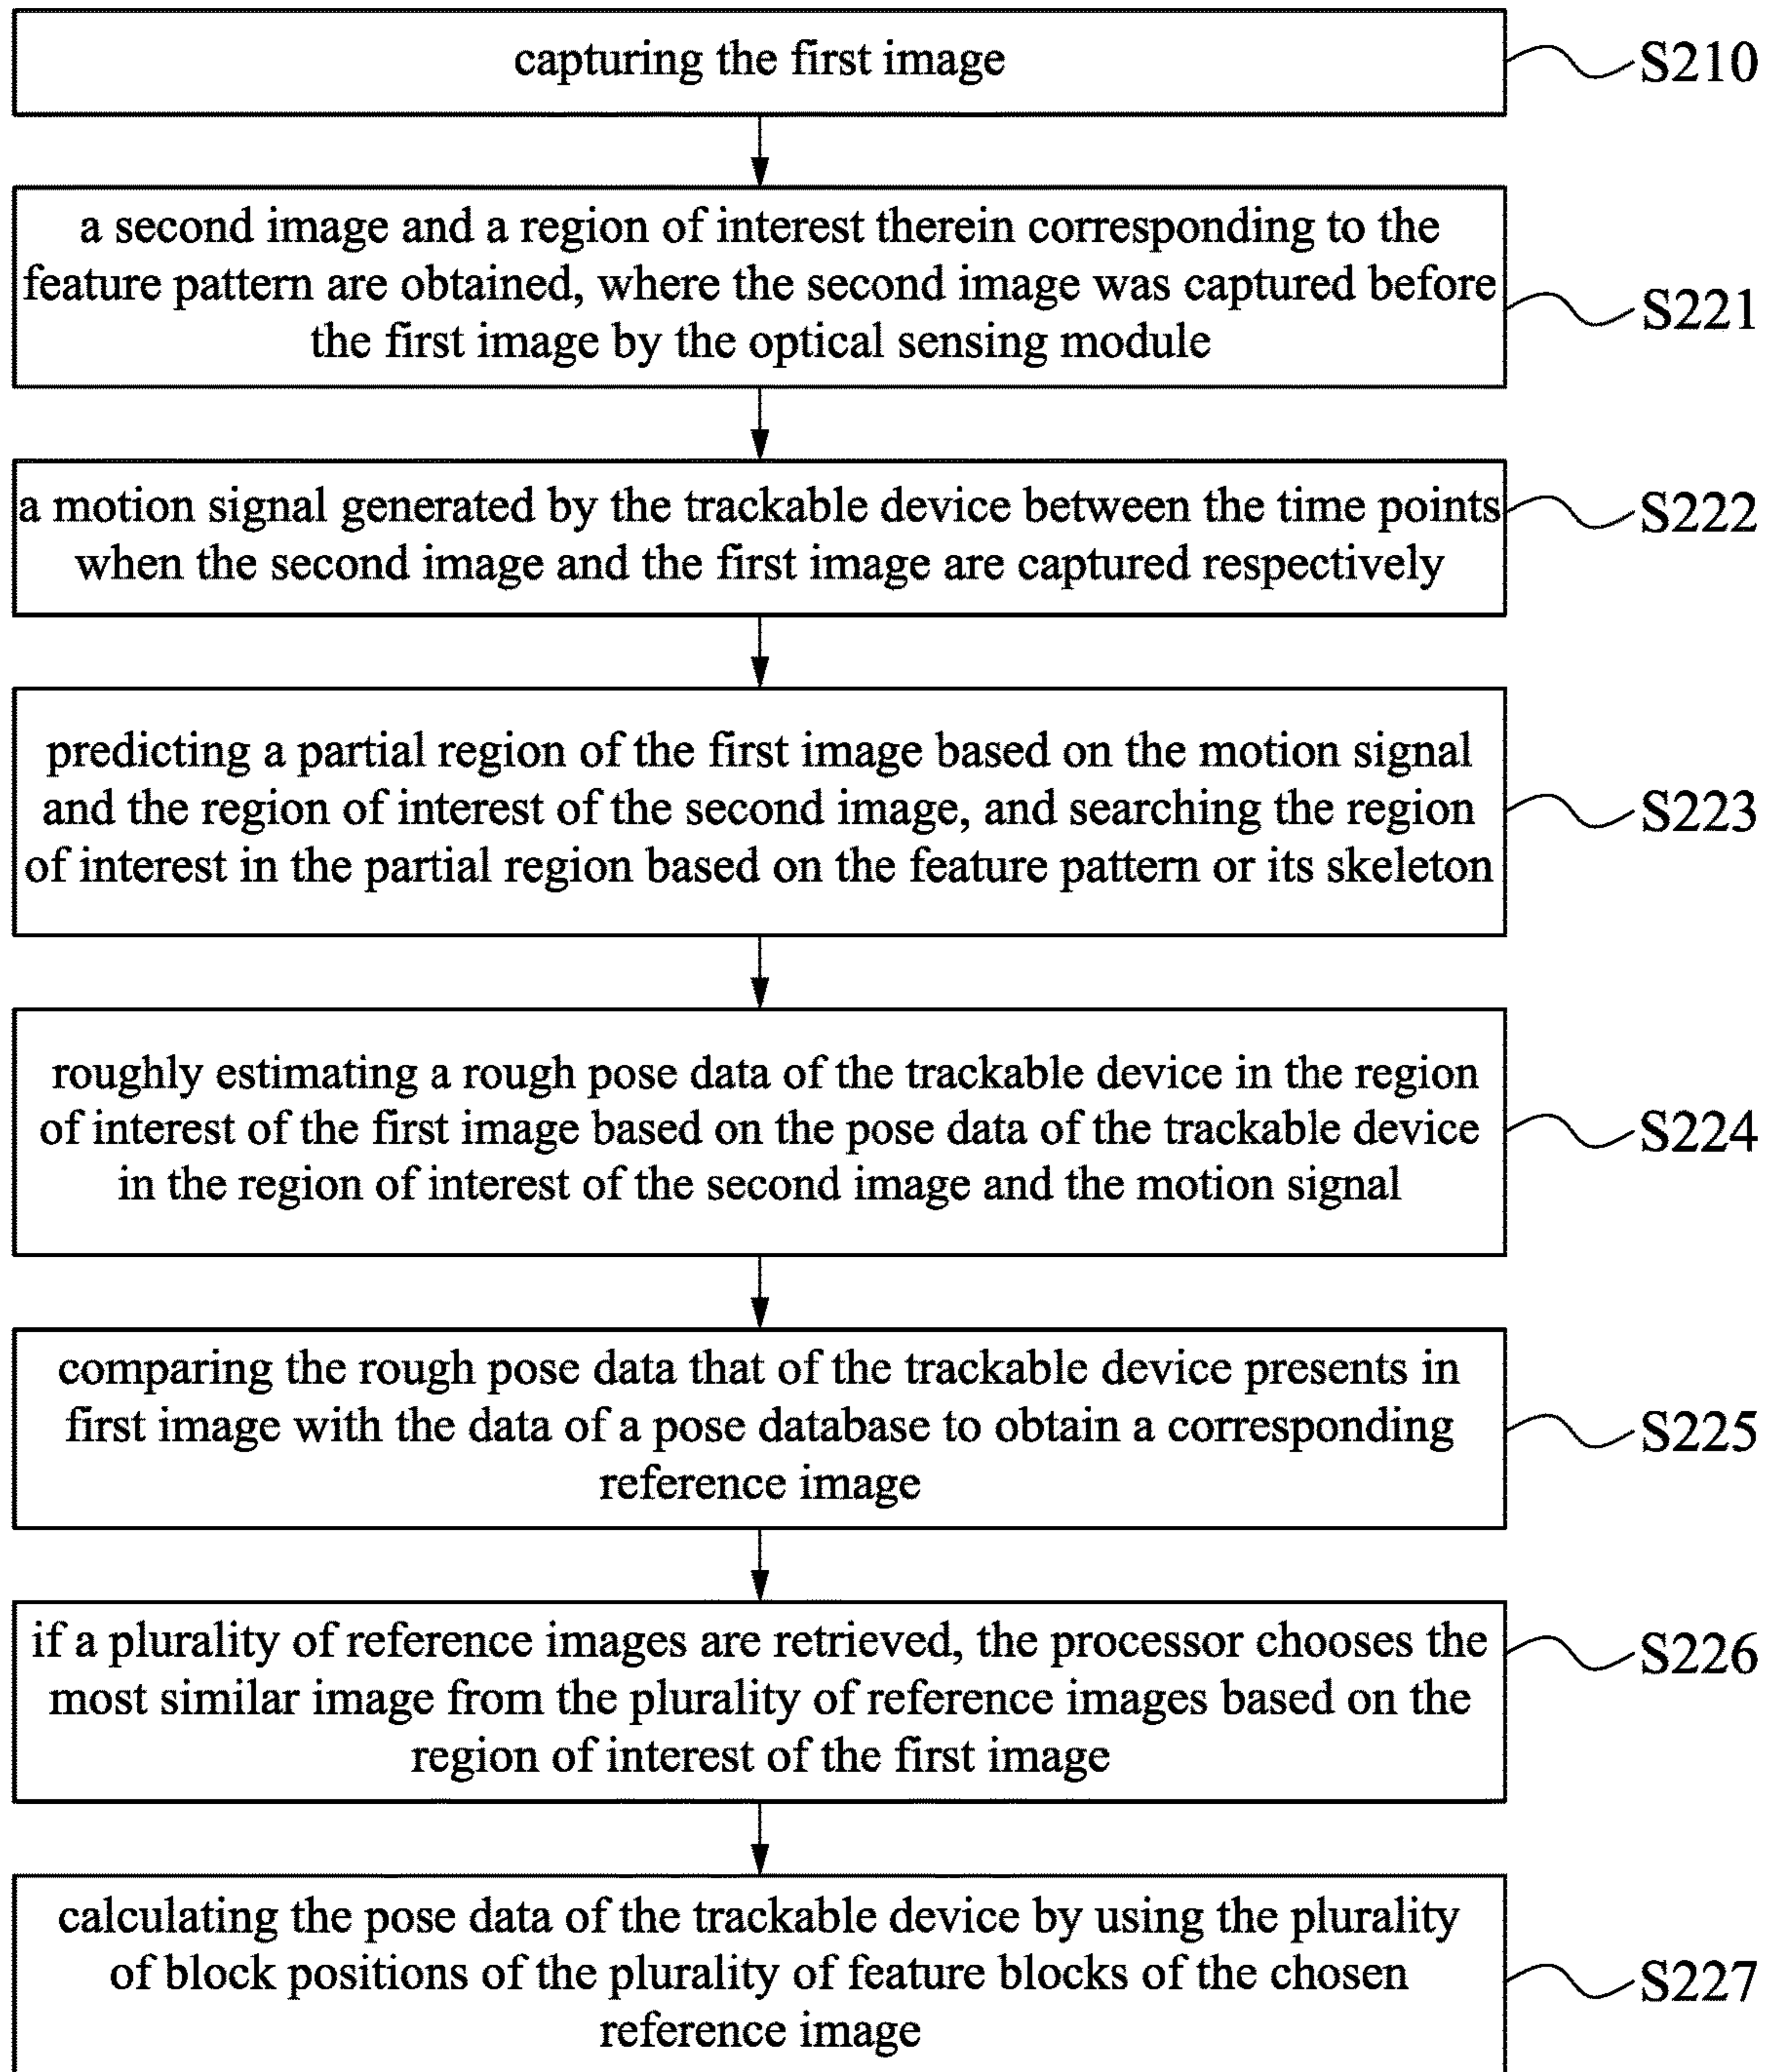 capturing the first image
S210
a second image and a region of interest therein corresponding to the
feature pattern are obtained, where the second image was captured before
the first image by the optical sensing module
S221
a motion signal generated by the trackable device between the time points
when the second image and the first image are captured respectively
S222
predicting a partial region of the first image based on the motion signal
and the region of interest of the second image, and searching the region
of interest in the partial region based on the feature pattern or its skeleton
S223
roughly estimating a rough pose data of the trackable device in the region
of interest of the first image based on the pose data of the trackable device
in the region of interest of the second image and the motion signal
S224
comparing the rough pose data that of the trackable device presents in
first image with the data of a pose database to obtain a corresponding
reference image
S225
if a plurality of reference images are retrieved, the processor chooses the
most similar image from the plurality of reference images based on the
region of interest of the first image
S226
calculating the pose data of the trackable device by using the plurality
of block positions of the plurality of feature blocks of the chosen
reference image
S227